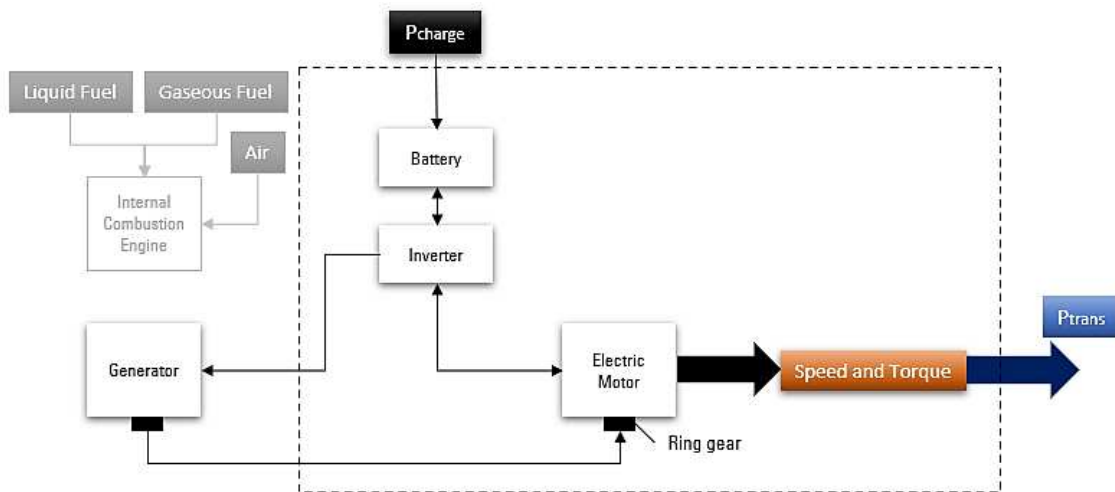 Pcharge
Liquid Fuel
Gaseous Fuel
Air
Battery
Internal
Combustion
Engine
Inverter
Ptrans
Generator
Electric
Motor
Speed and Torque
Ring gear